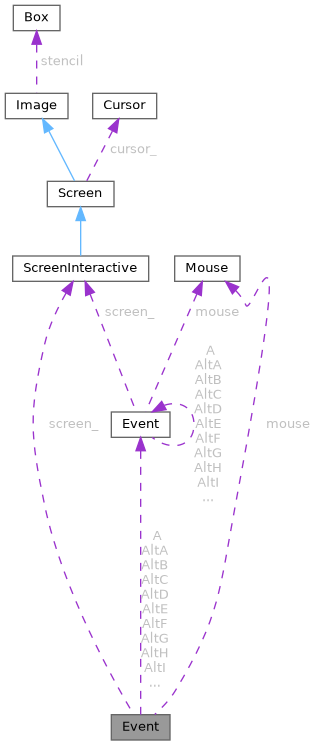 Box
stencil
Image
Cursor
cursor_
Screen
ScreenInteractive
Mouse
screen_
mouse
A
AltA
AltB
AltC
AltD
AltE
AltF
AltG
AltH
AltI
...
Event
screen_
mouse
A
AltA
AltB
AltC
AltD
AltE
AltF
AltG
AltH
AltI
...
Event